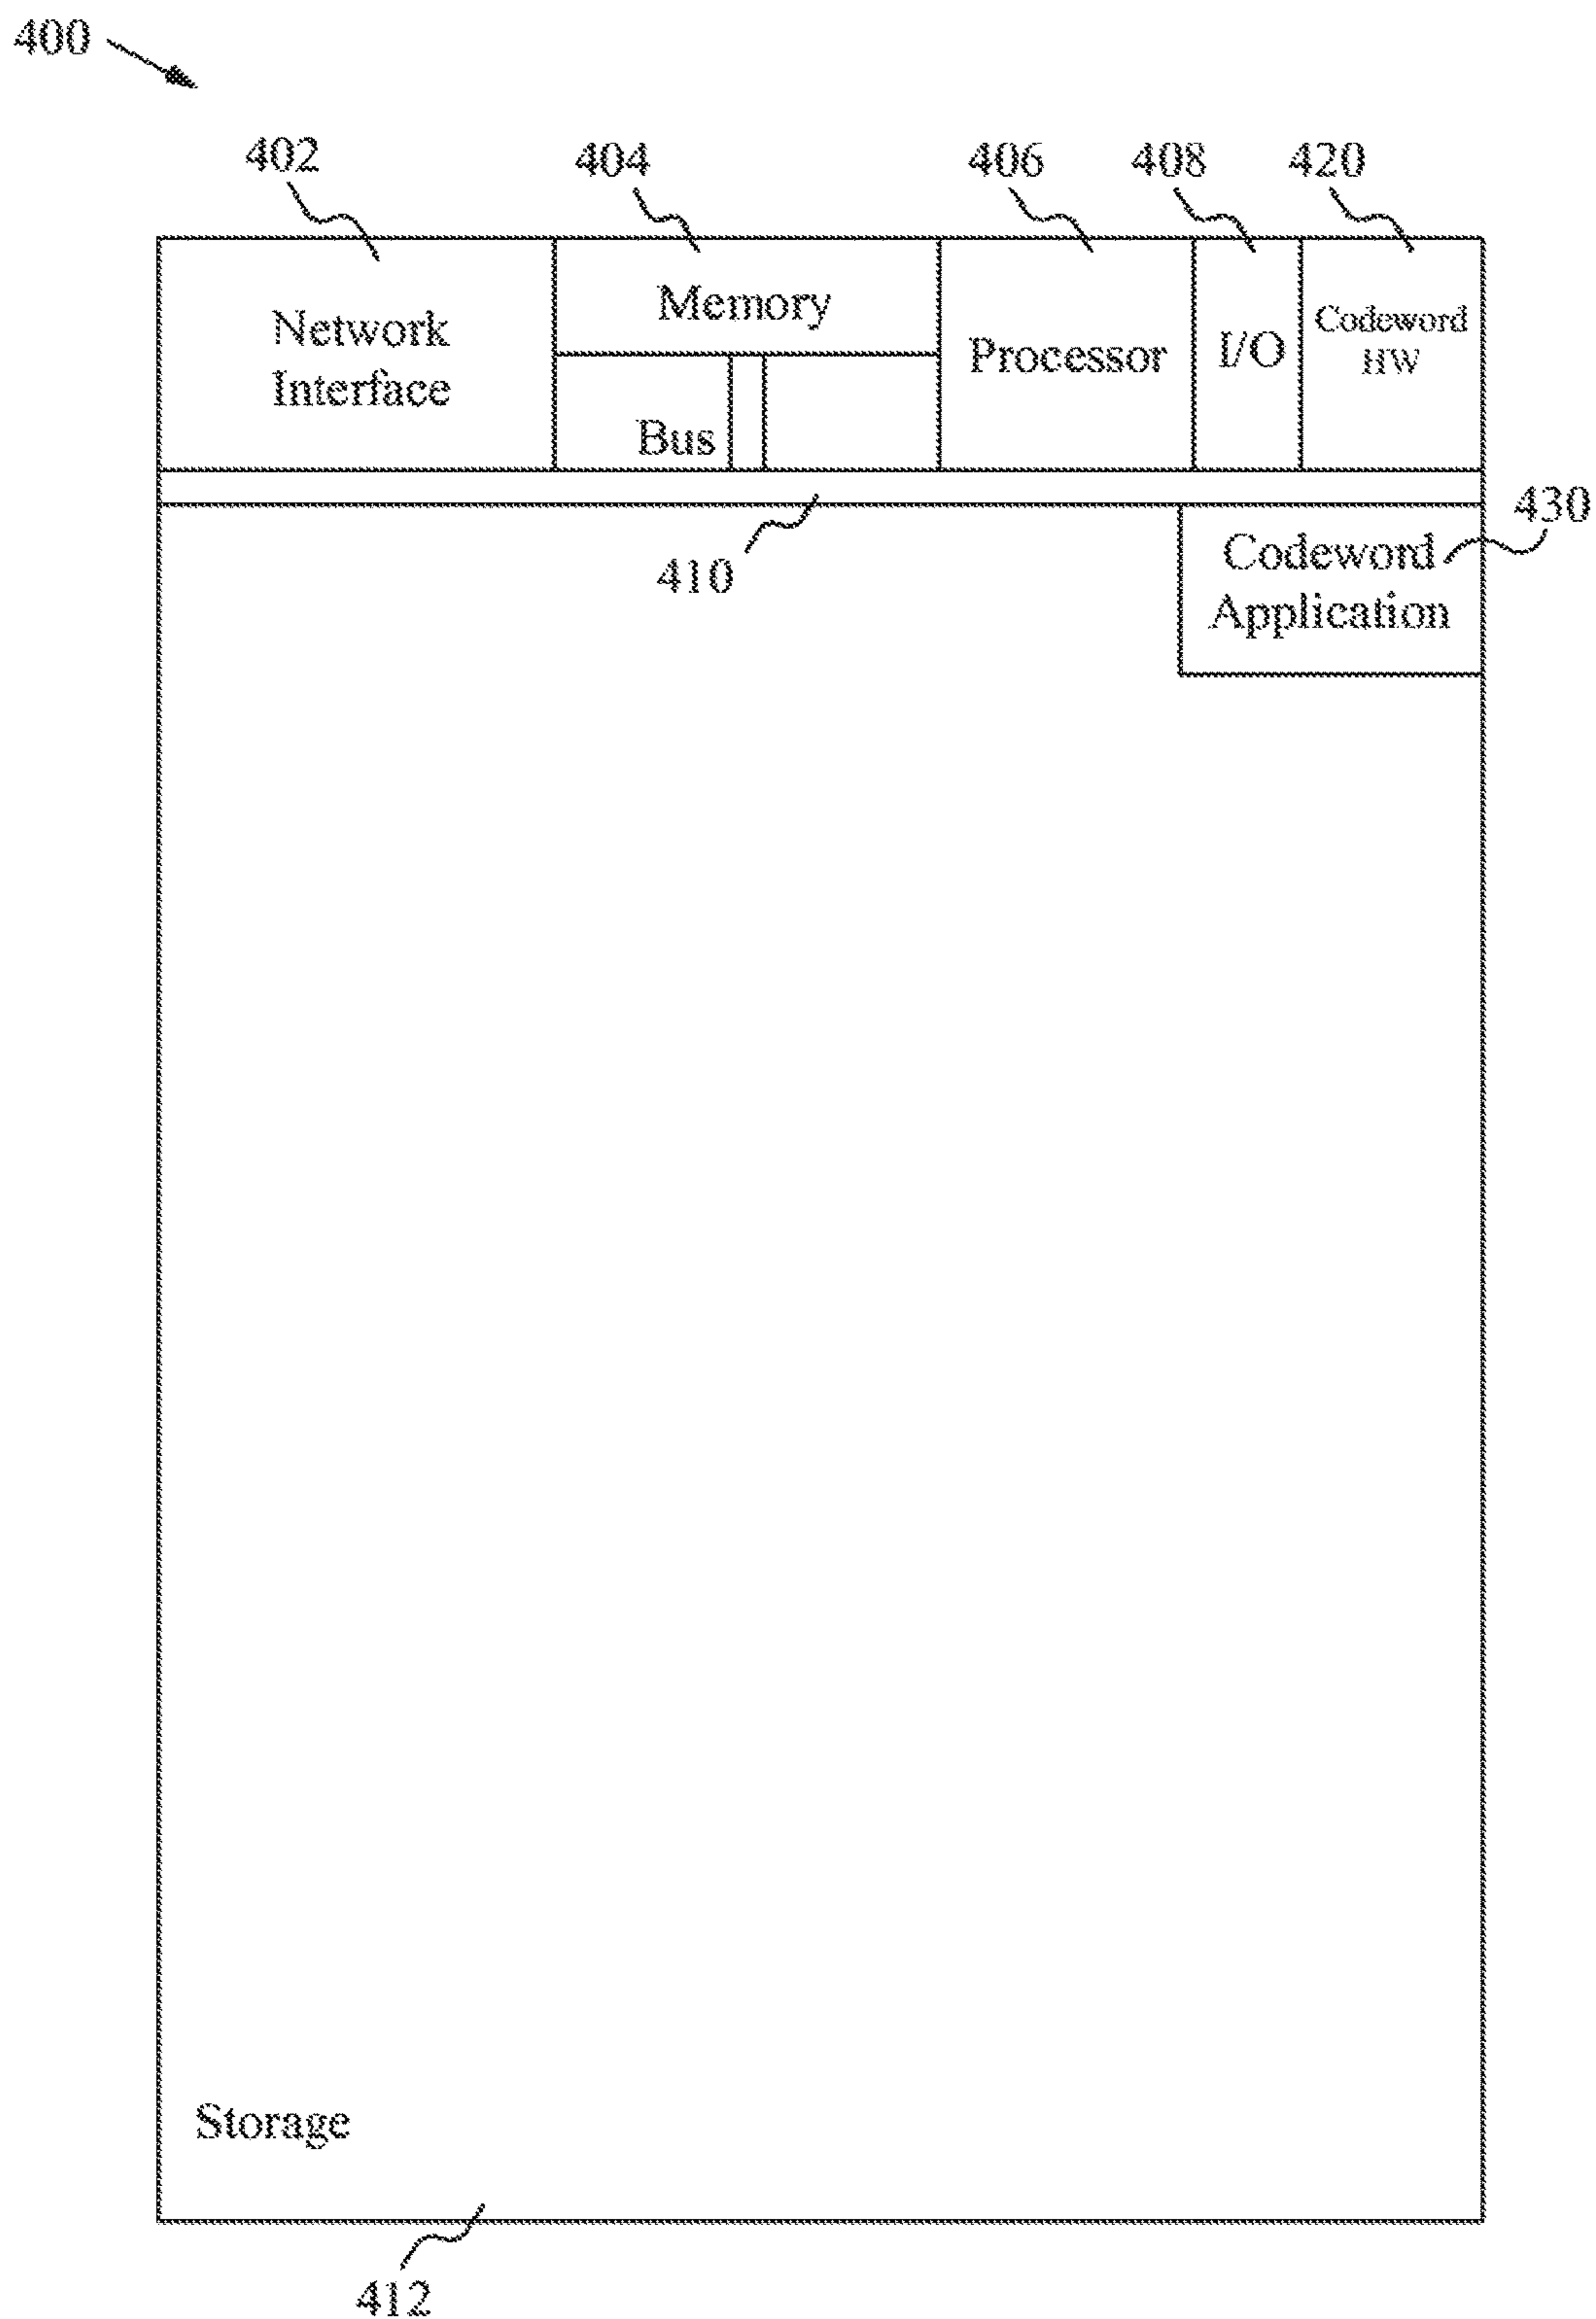 400
402
404
406
408
420
Network
Interface
Memory
Bus
Processor
I/O
Codeword
HW
410
430
Codeword
Application
Storage
412